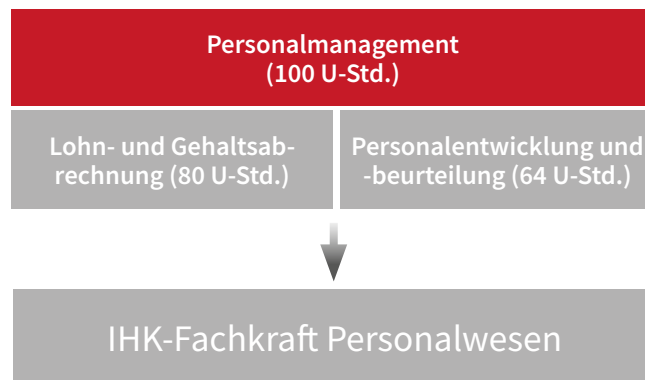 Personalmanagement
(100 U-Std.)
Lohn- und Gehaltsab-
rechnung (80 U-Std.)
Personalentwicklung und
-beurteilung (64 U-Std.)
IHK-Fachkraft Personalwesen